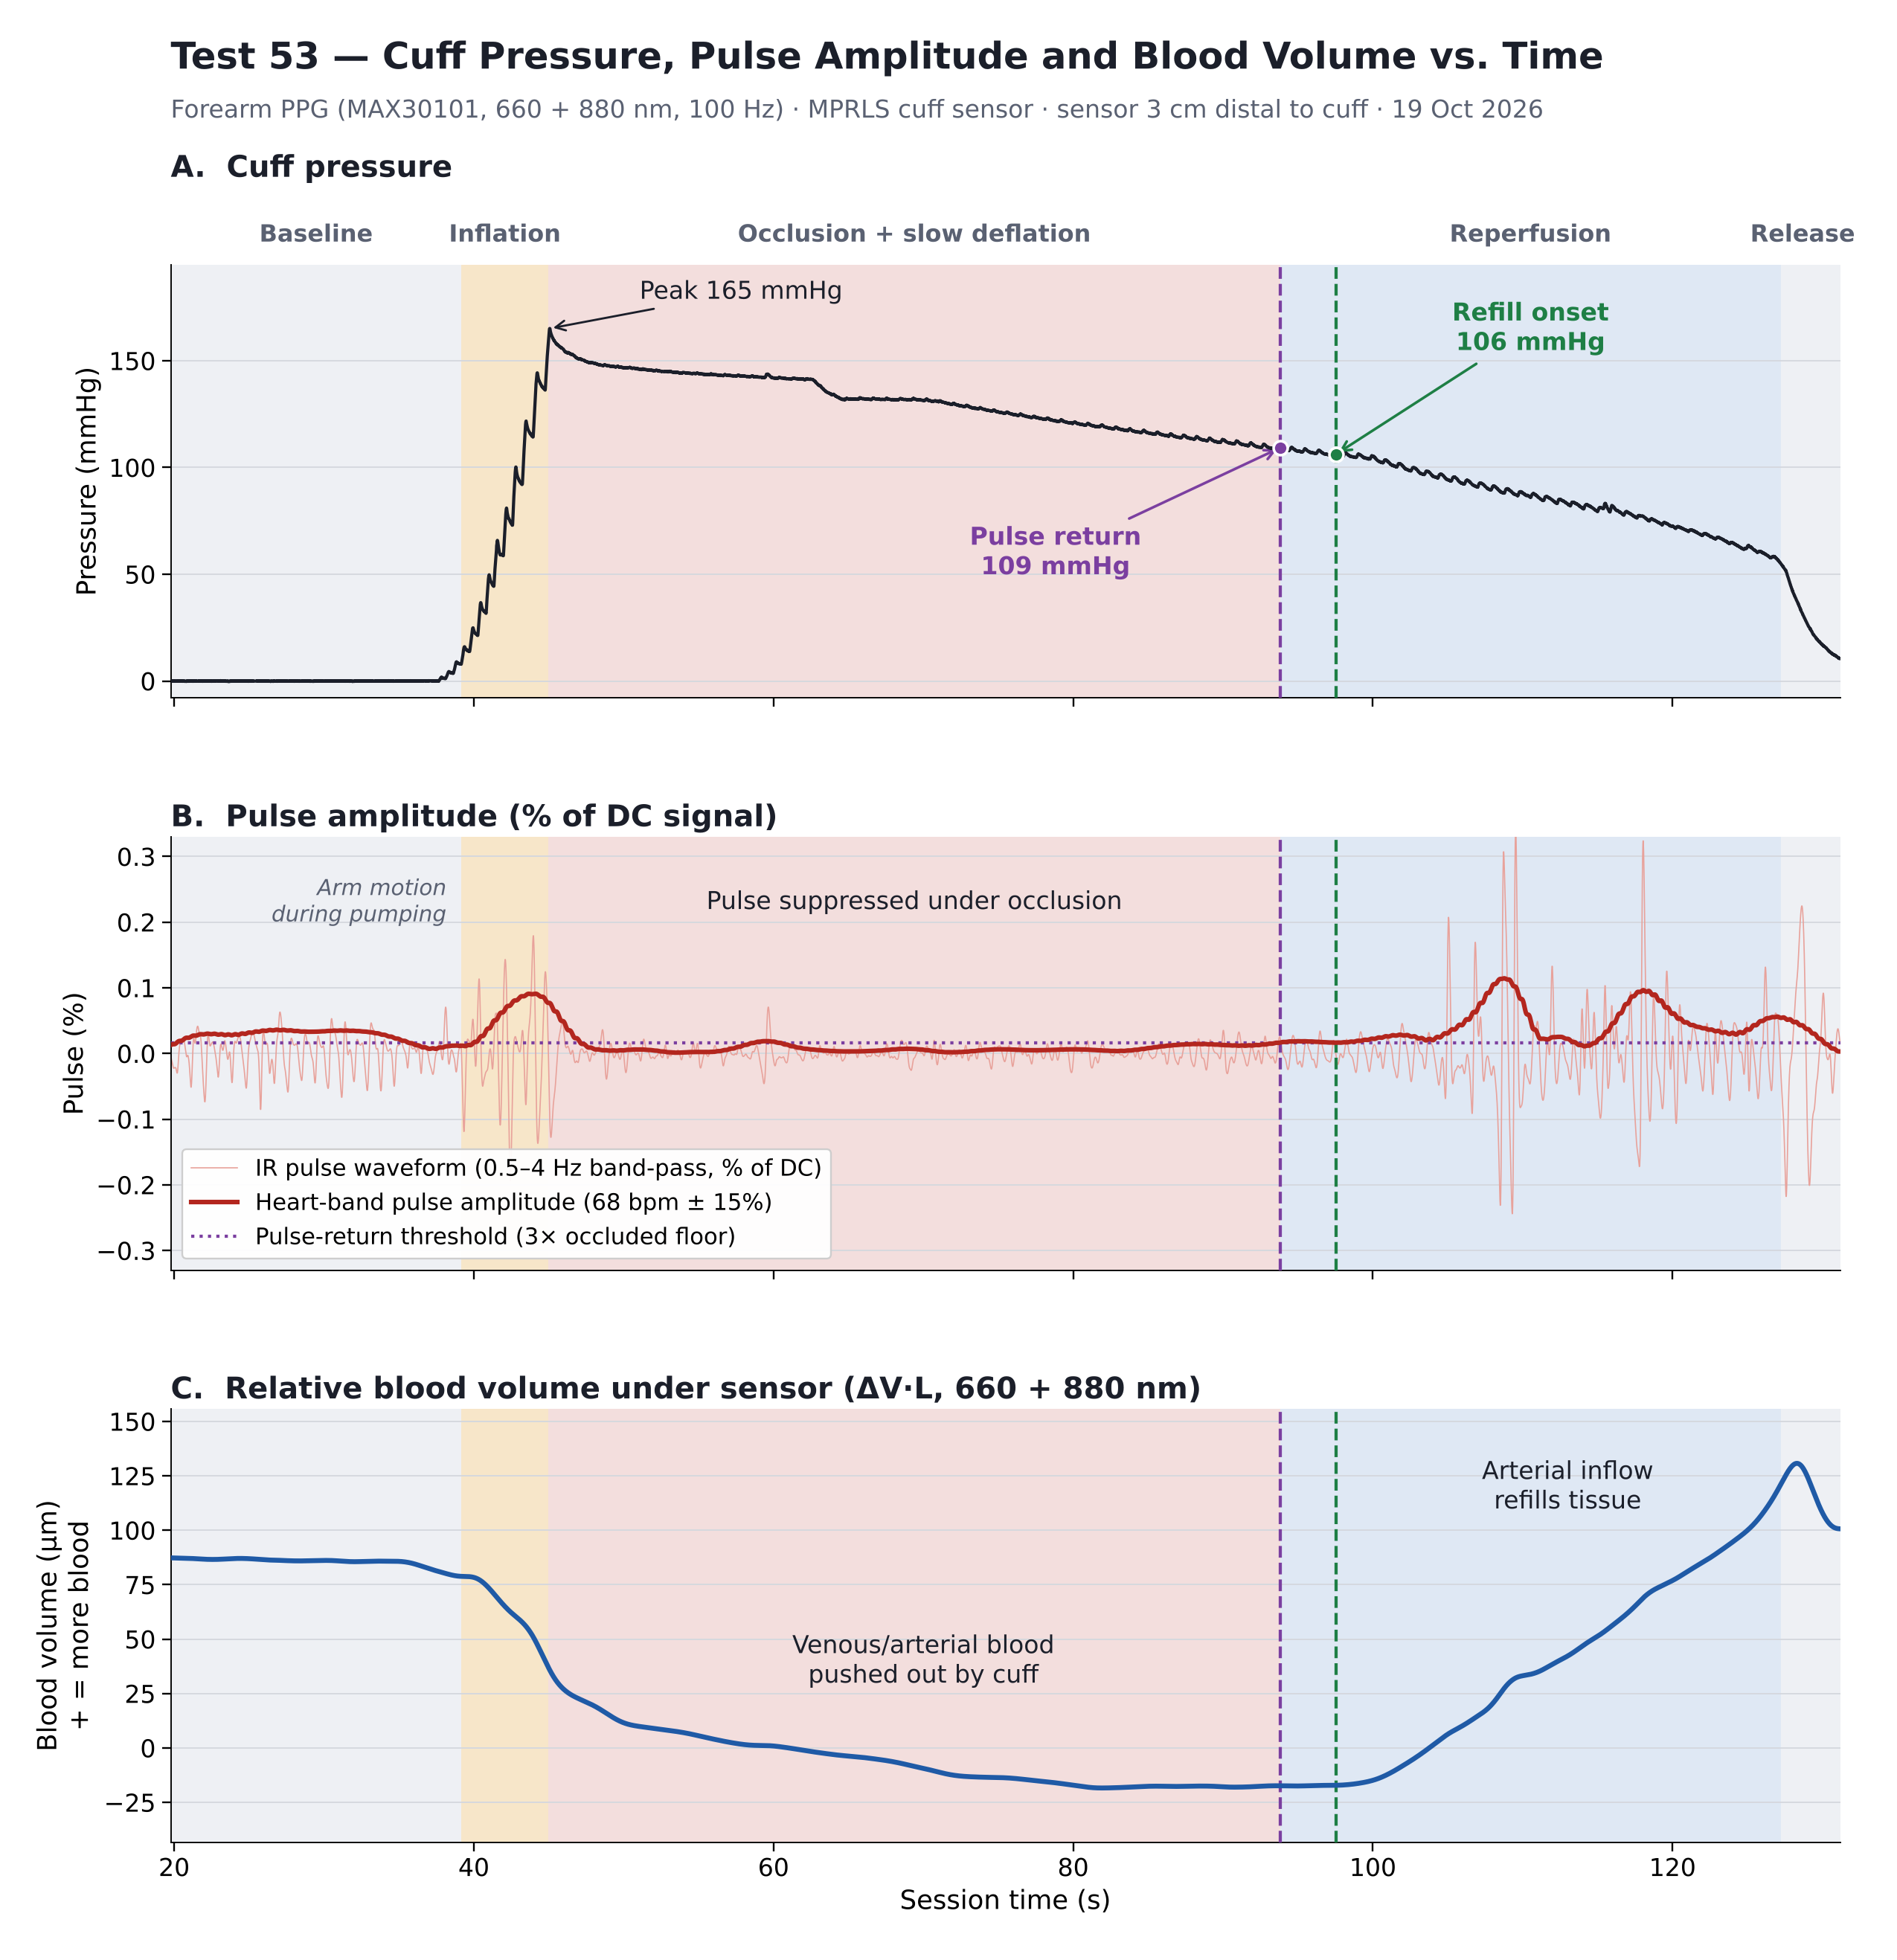 Test 53 — Cuff Pressure, Pulse Amplitude and Blood Volume vs. Time
Forearm PPG (MAX30101, 660 + 880 nm, 100 Hz) · MPRLS cuff sensor · sensor 3 cm distal to cuff · 19 Oct 2026
A. Cuff pressure
Baseline
Inflation
Occlusion + slow deflation
Reperfusion
Release
Peak 165 mmHg
Refill onset
106 mmHg
Pulse return
109 mmHg
Pressure (mmHg)
150
100
50
0
B. Pulse amplitude (% of DC signal)
Arm motion
during pumping
Pulse suppressed under occlusion
Pulse (%)
0.3
0.2
0.1
0.0
−0.1
−0.2
−0.3
IR pulse waveform (0.5–4 Hz band-pass, % of DC)
Heart-band pulse amplitude (68 bpm ± 15%)
Pulse-return threshold (3× occluded floor)
C. Relative blood volume under sensor (ΔV·L, 660 + 880 nm)
Arterial inflow
refills tissue
Venous/arterial blood
pushed out by cuff
Blood volume (µm)
+ = more blood
150
125
100
75
50
25
0
−25
20
40
60
80
100
120
Session time (s)